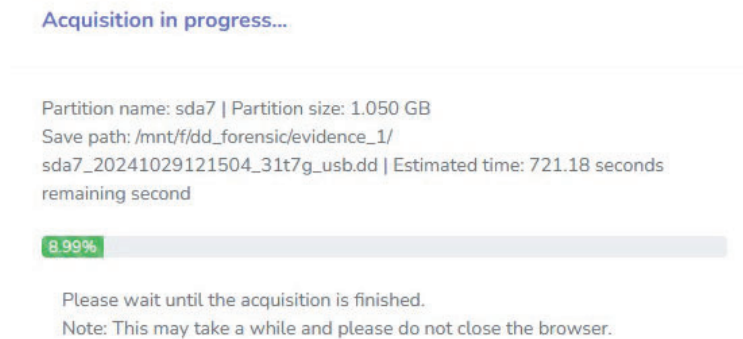 Acquisition in progress...
Partition name: sda7 | Partition size: 1.050 GB
Save path: /mnt/f/dd_forensic/evidence_1/
sda7_20241029121504_31t7g_usb.dd | Estimated time: 721.18 seconds
remaining second
8.99%
Please wait until the acquisition is finished.
Note: This may take a while and please do not close the browser.